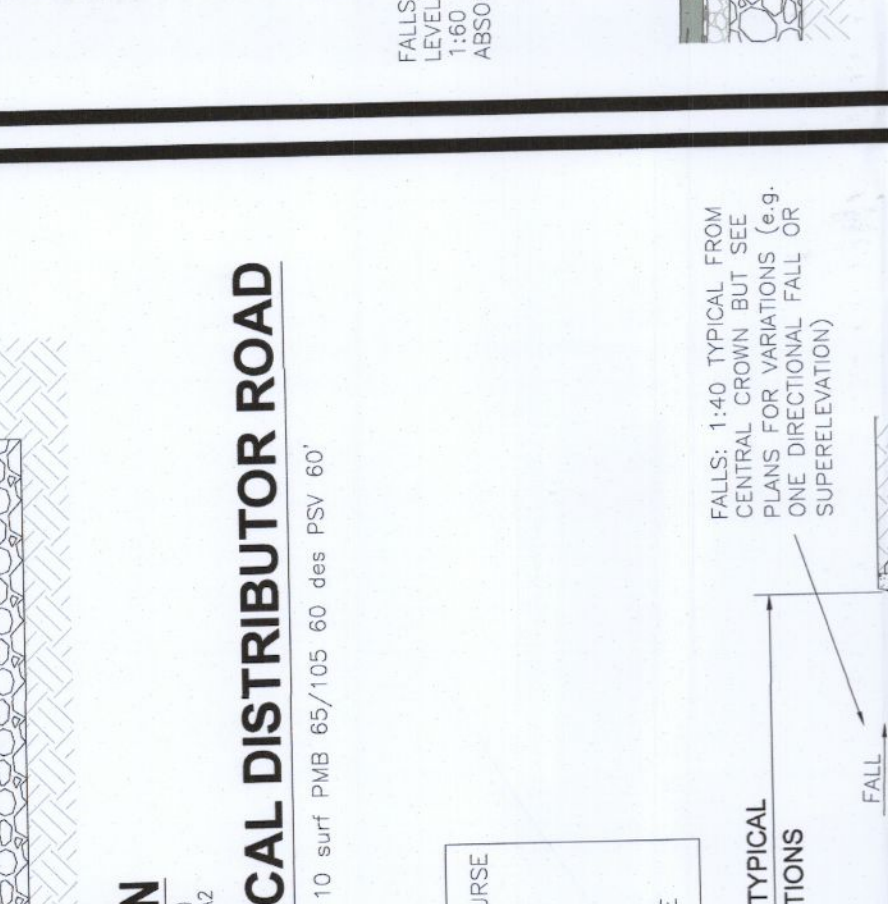 FALLS
LEVEL
1:60
ABSO
N
A2
CAL DISTRIBUTOR ROAD
10 surf PMB 65/105 60 des PSV 60'
URSE
FALLS: 1:40 TYPICAL FROM
CENTRAL CROWN BUT SEE
PLANS FOR VARIATIONS (e.g.
ONE DIRECTIONAL FALL OR
SUPERELEVATION)
TYPICAL
TIONS
FALL